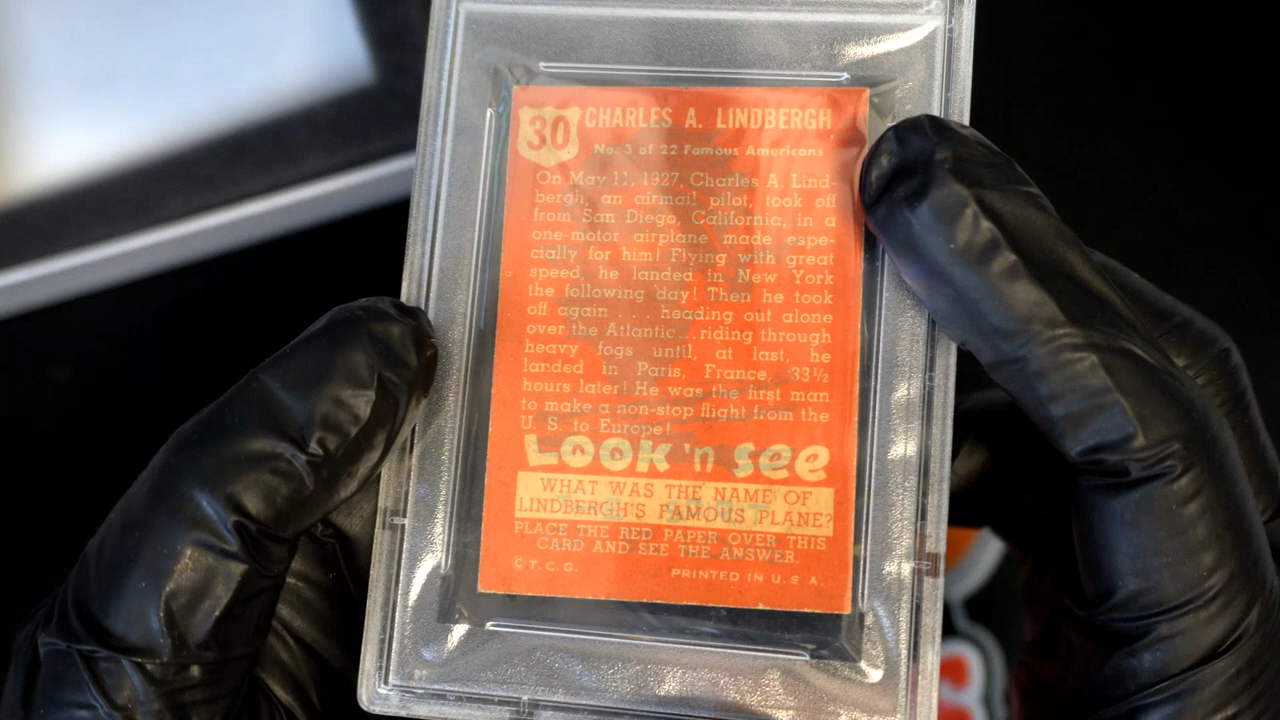 30
CHARLES A. LINDBERGH
No. 3 of 22 Famous Americans
On May 11, 1927, Charles A. Lind-
bergh, an airmail pilot, took off
from San Diego, California, in a
one-motor airplane made espe-
cially for him! Flying with great
speed, he landed in New York
the following day! Then he took
off again . . . heading out alone
over the Atlantic...riding through
heavy fogs until, at last, he
landed in Paris, France, 33½
hours later! He was the first man
to make a non-stop flight from the
U. S. to Europe!
LOOK 'n See
WHAT WAS THE NAME OF
LINDBERGH'S FAMOUS PLANE?
PLACE THE RED PAPER OVER THIS
CARD AND SEE THE ANSWER.
© T. C. G.
PRINTED IN U. S. A.